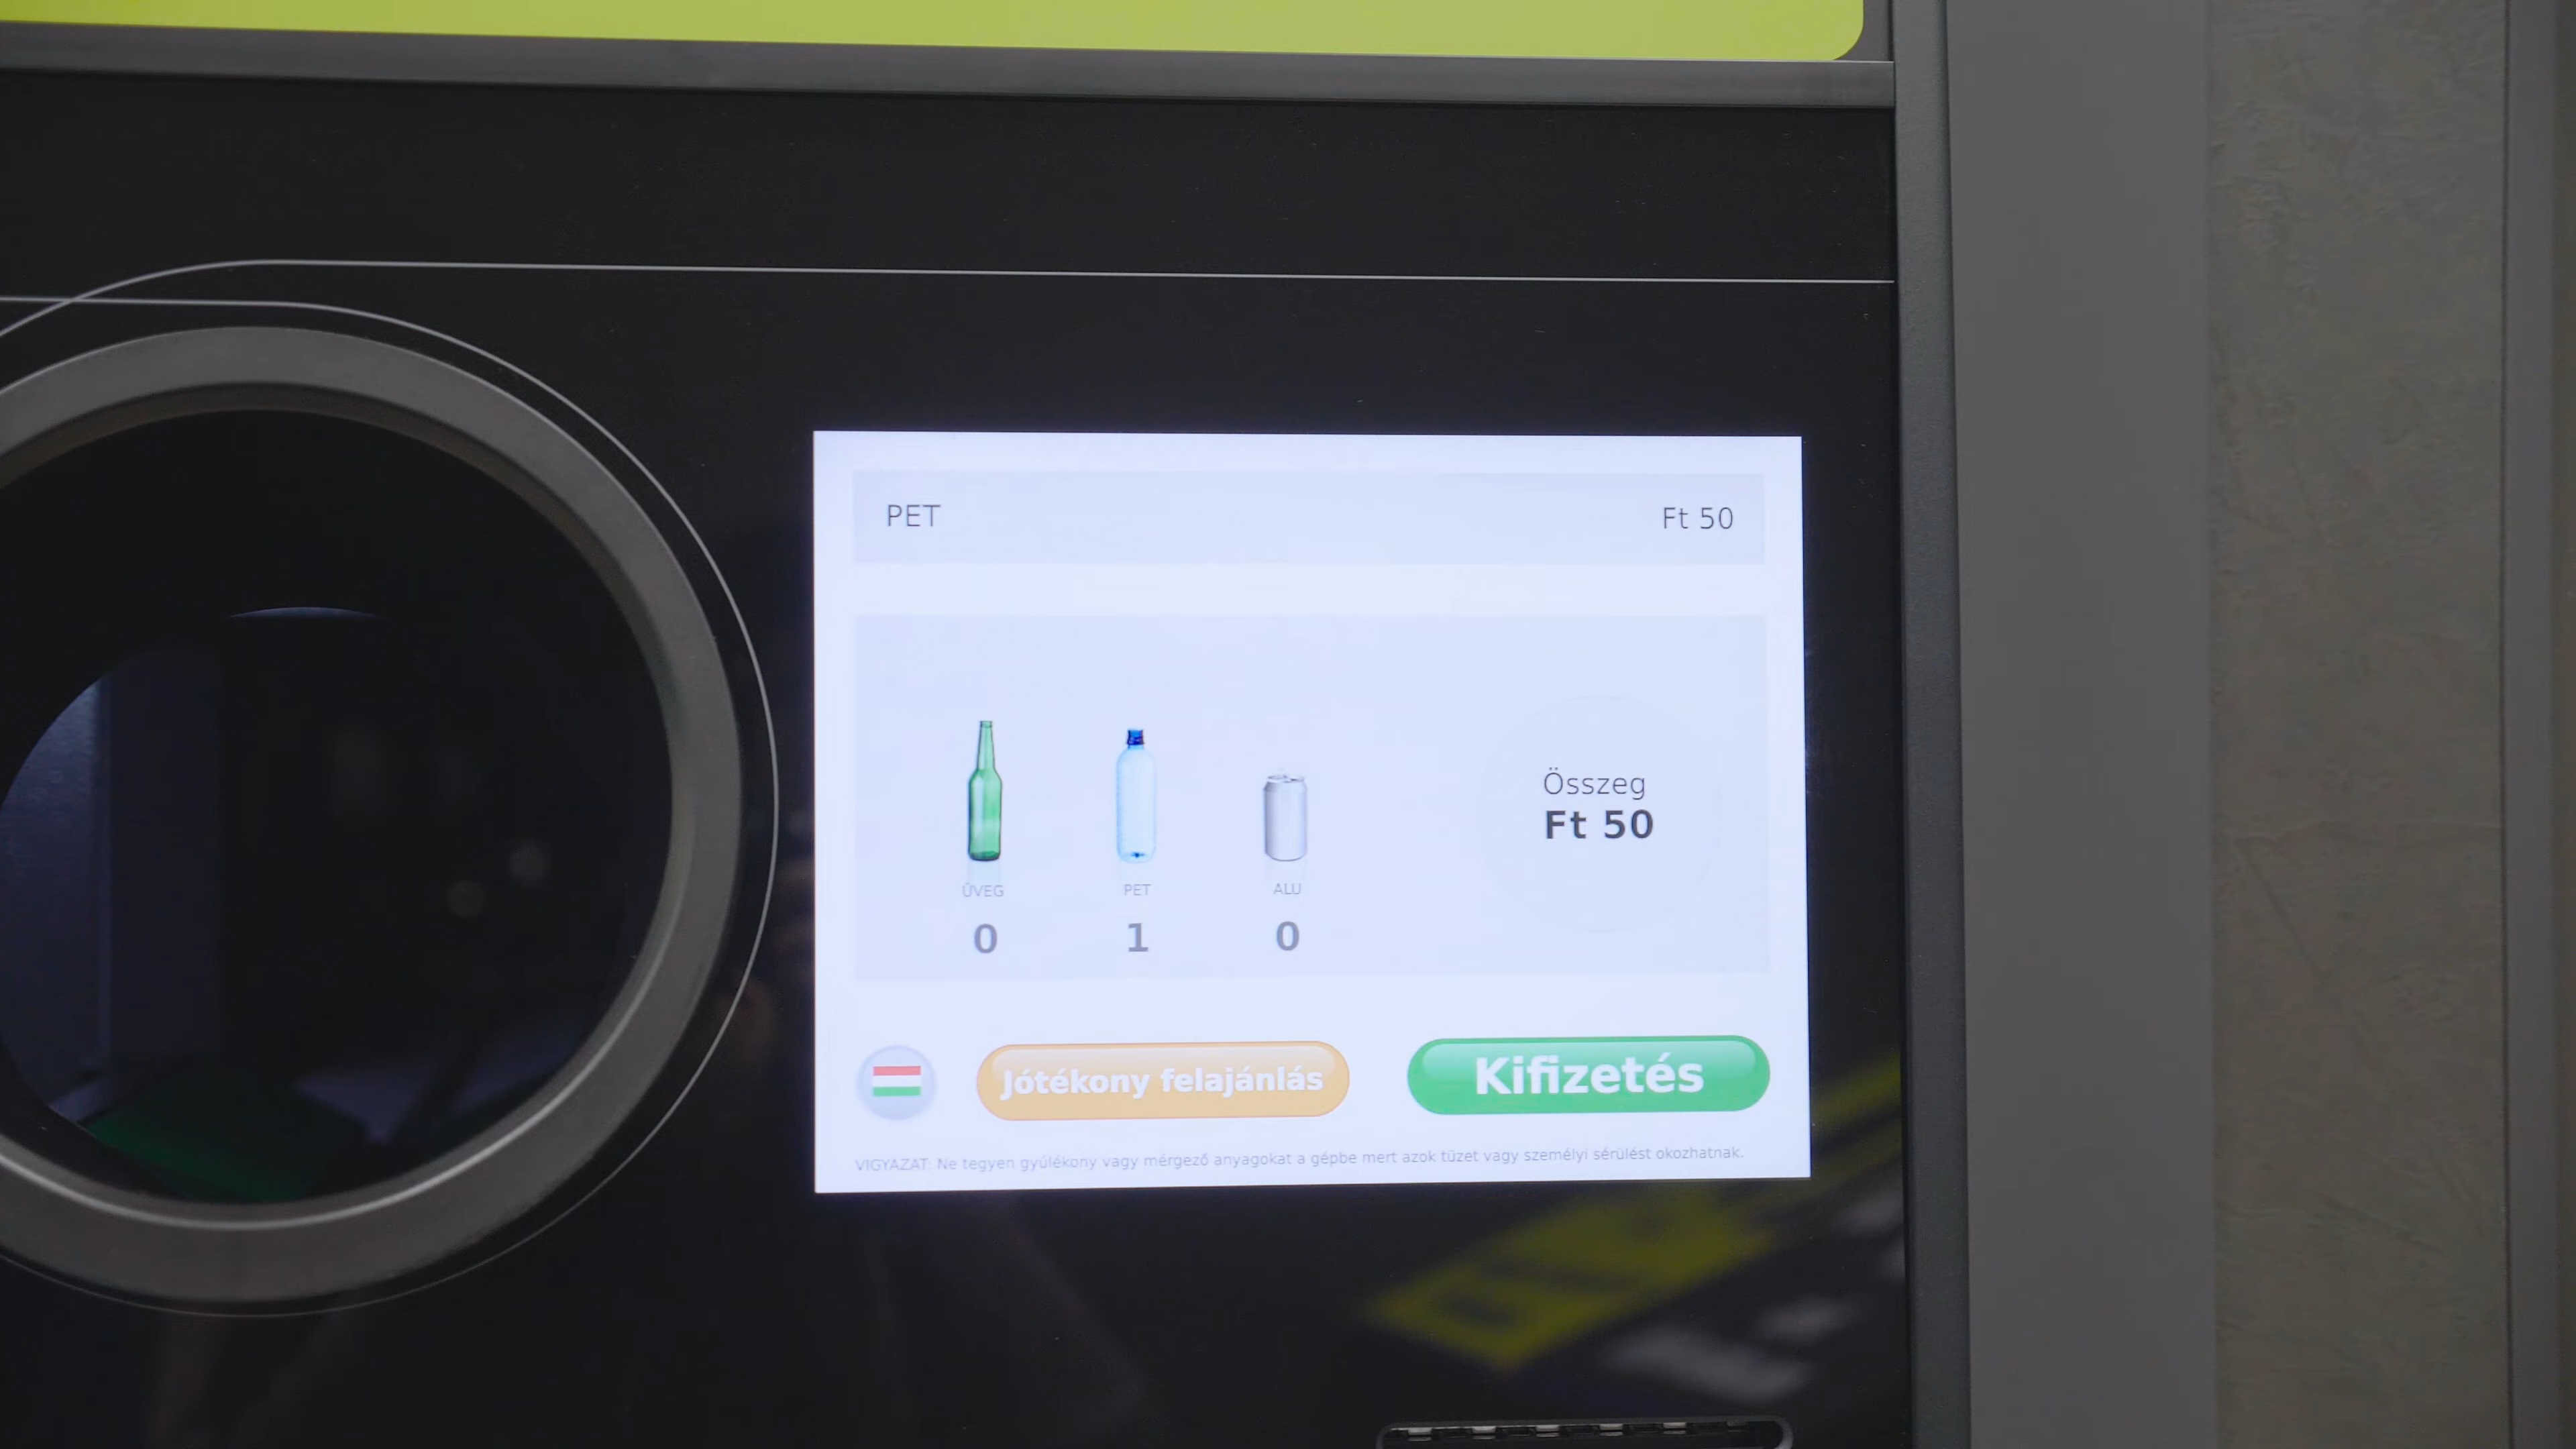 PET Ft 50
Összeg
Ft 50
ÜVEG PET ALU
0 1 0
Jótékony felajánlás Kifizetés
VIGYÁZAT: Ne tegyen gyúlékony vagy mérgező anyagokat a gépbe mert azok tüzet vagy személyi sérülést okozhatnak.